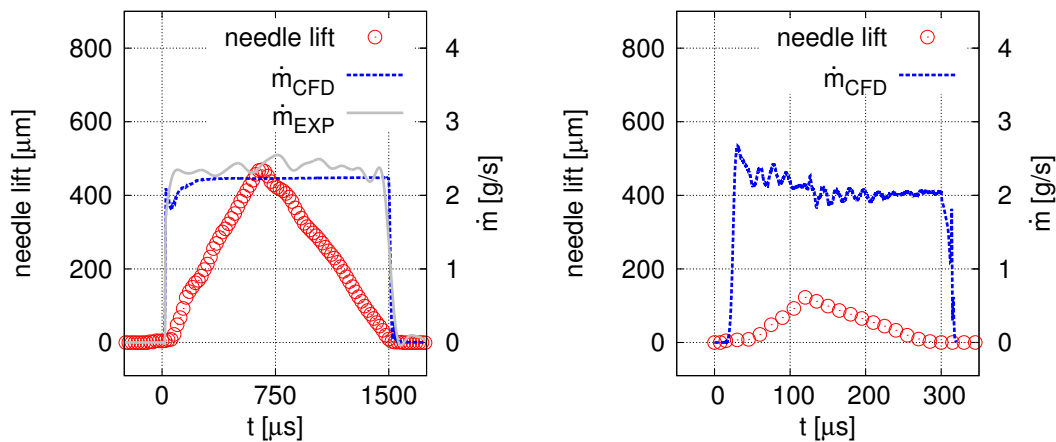 needle lift
ṁCFD
ṁEXP
needle lift [µm]
800
600
400
200
0
4
3
2
1
0
ṁ [g/s]
0 750 1500
t [µs]
needle lift
ṁCFD
needle lift [µm]
800
600
400
200
0
4
3
2
1
0
ṁ [g/s]
0 100 200 300
t [µs]